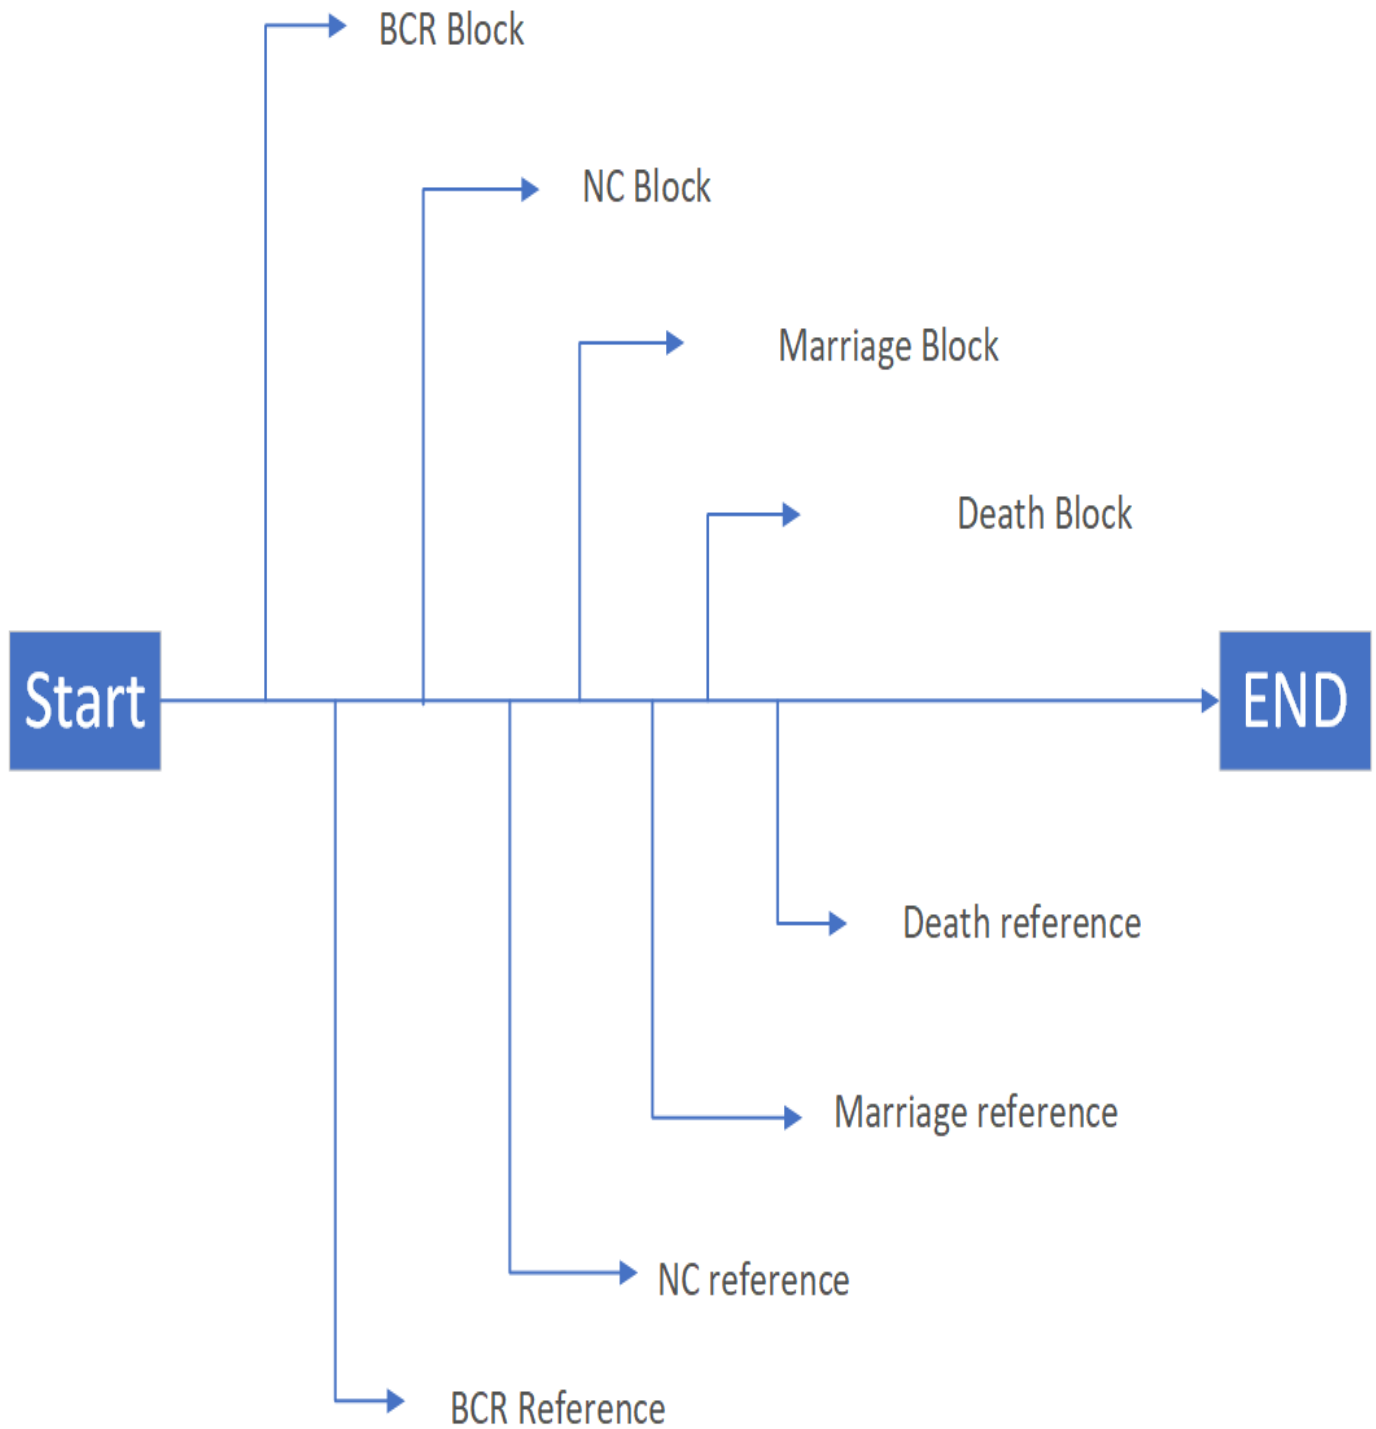 BCR Block
NC Block
Marriage Block
Death Block
Start
END
Death reference
Marriage reference
NC reference
BCR Reference